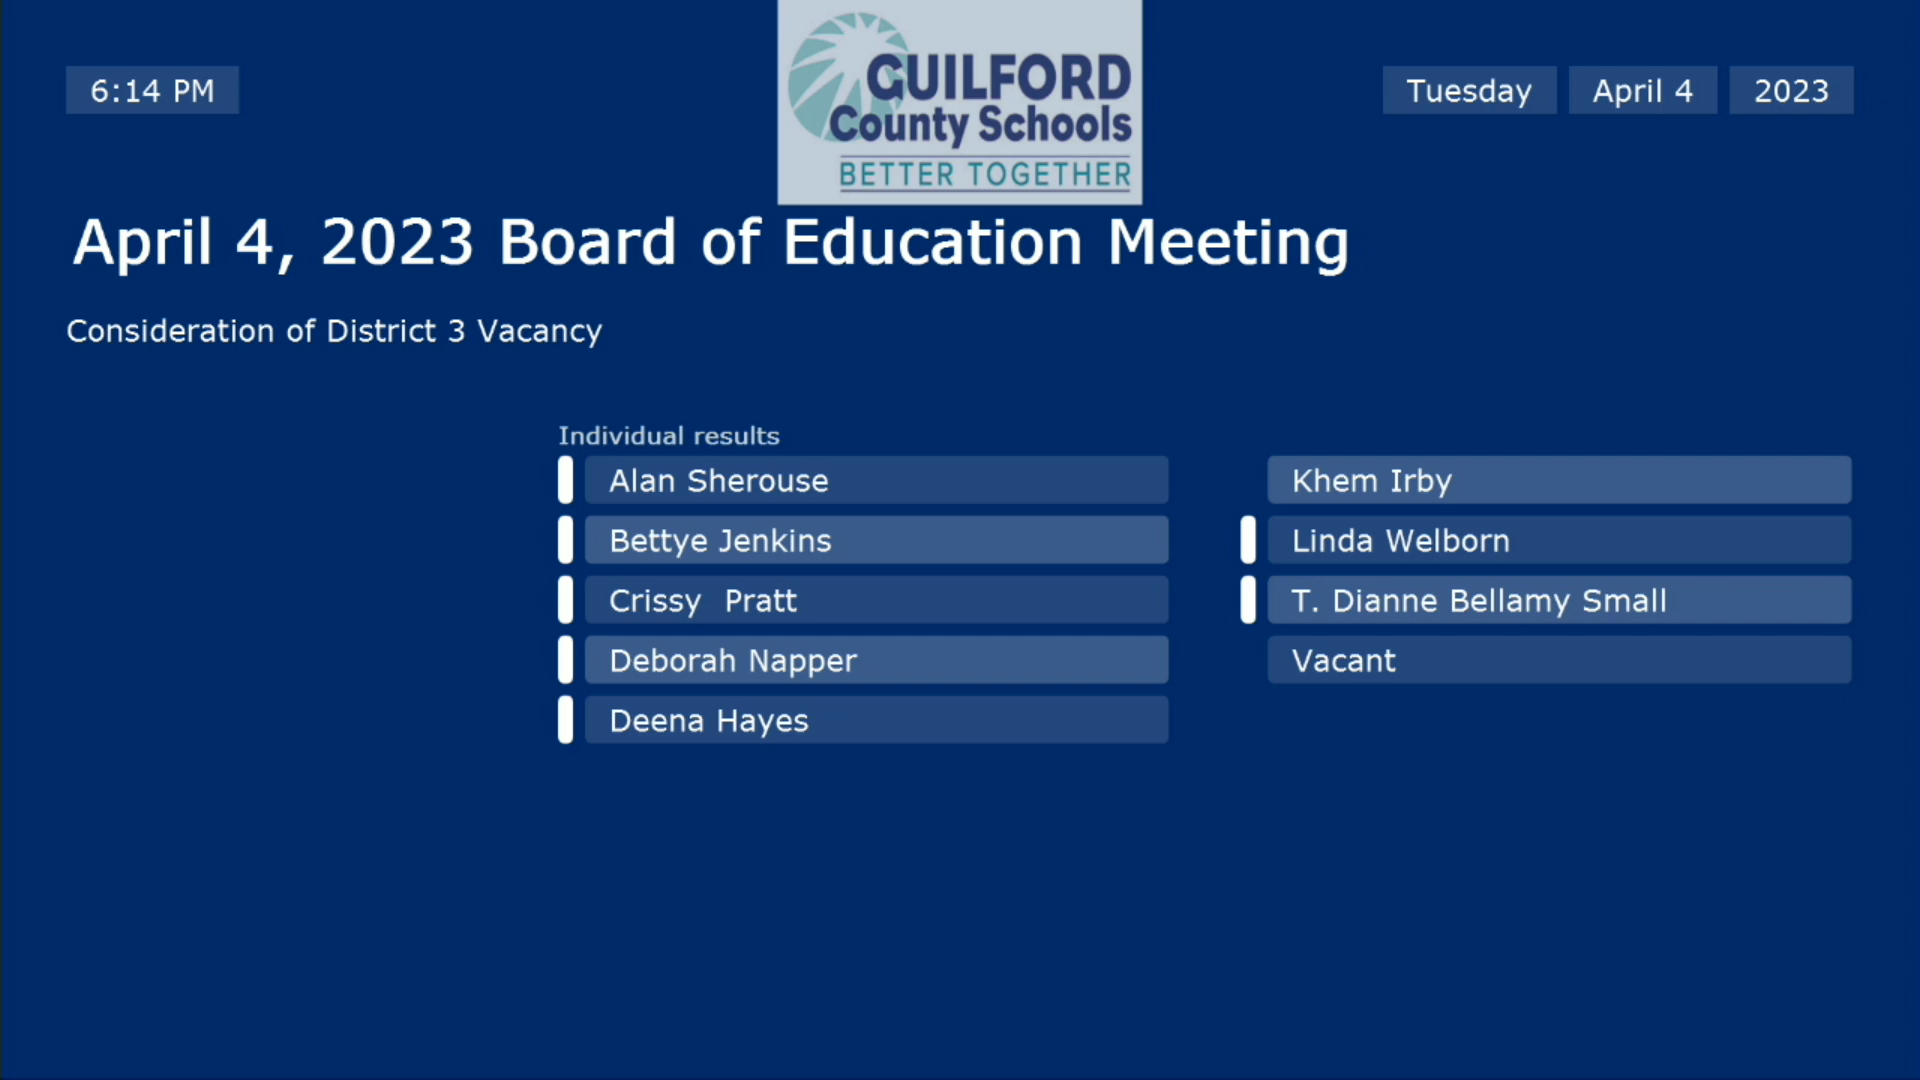 6:14 PM
GUILFORD
County Schools
BETTER TOGETHER
Tuesday April 4 2023
April 4, 2023 Board of Education Meeting
Consideration of District 3 Vacancy
Individual results
Alan Sherouse
Bettye Jenkins
Crissy  Pratt
Deborah Napper
Deena Hayes
Khem Irby
Linda Welborn
T. Dianne Bellamy Small
Vacant